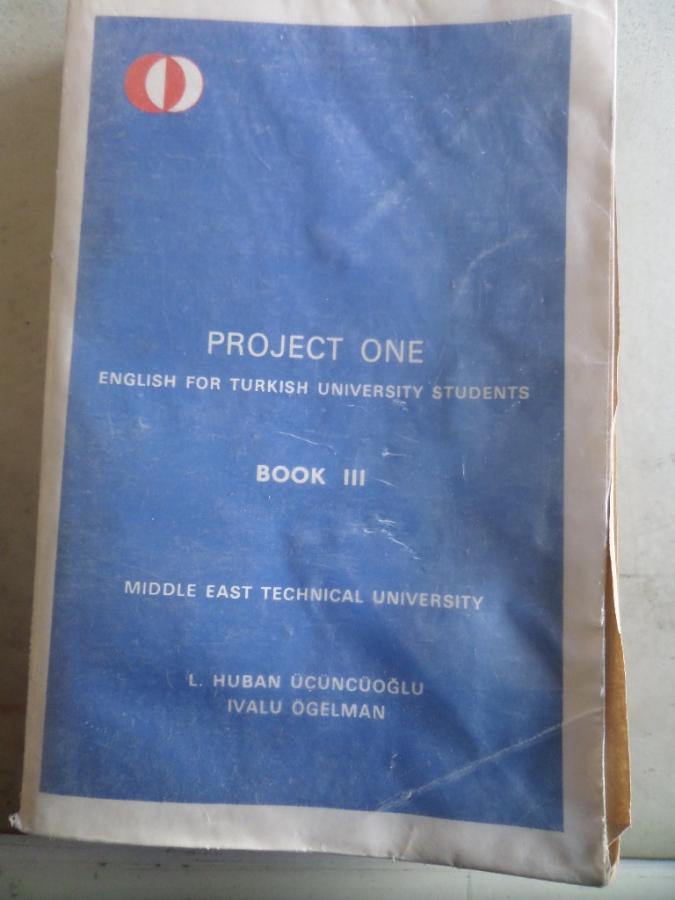 PROJECT ONE
ENGLISH FOR TURKISH UNIVERSITY STUDENTS
BOOK III
MIDDLE EAST TECHNICAL UNIVERSITY
L. HUBAN ÜÇÜNCÜOĞLU
IVALU ÖGELMAN